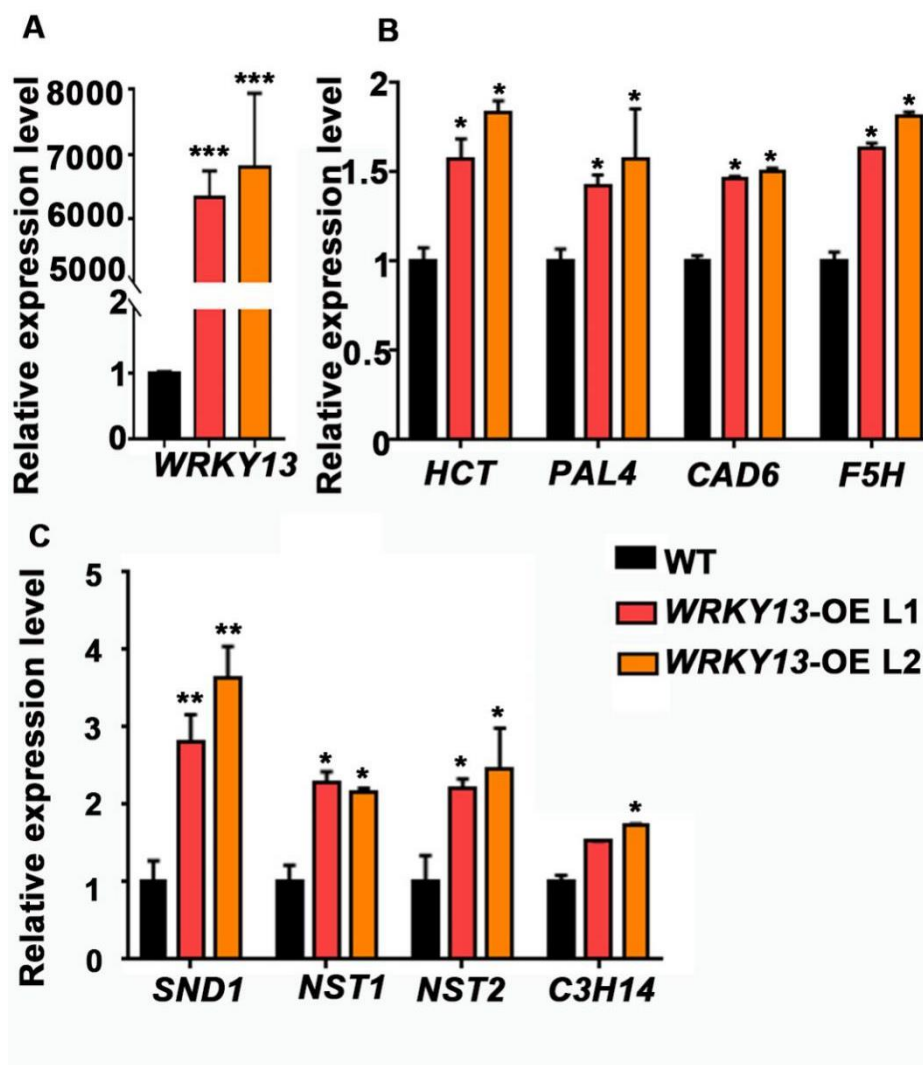 A
Relative expression level
8000
7000
6000
5000
2
1
0
***
***
WRKY13
B
Relative expression level
2
1.5
1
0.5
0
*
*
*
*
*
*
*
*
HCT PAL4 CAD6 F5H
C
Relative expression level
5
4
3
2
1
0
**
**
*
*
*
*
*
SND1 NST1 NST2 C3H14
WT
WRKY13-OE L1
WRKY13-OE L2